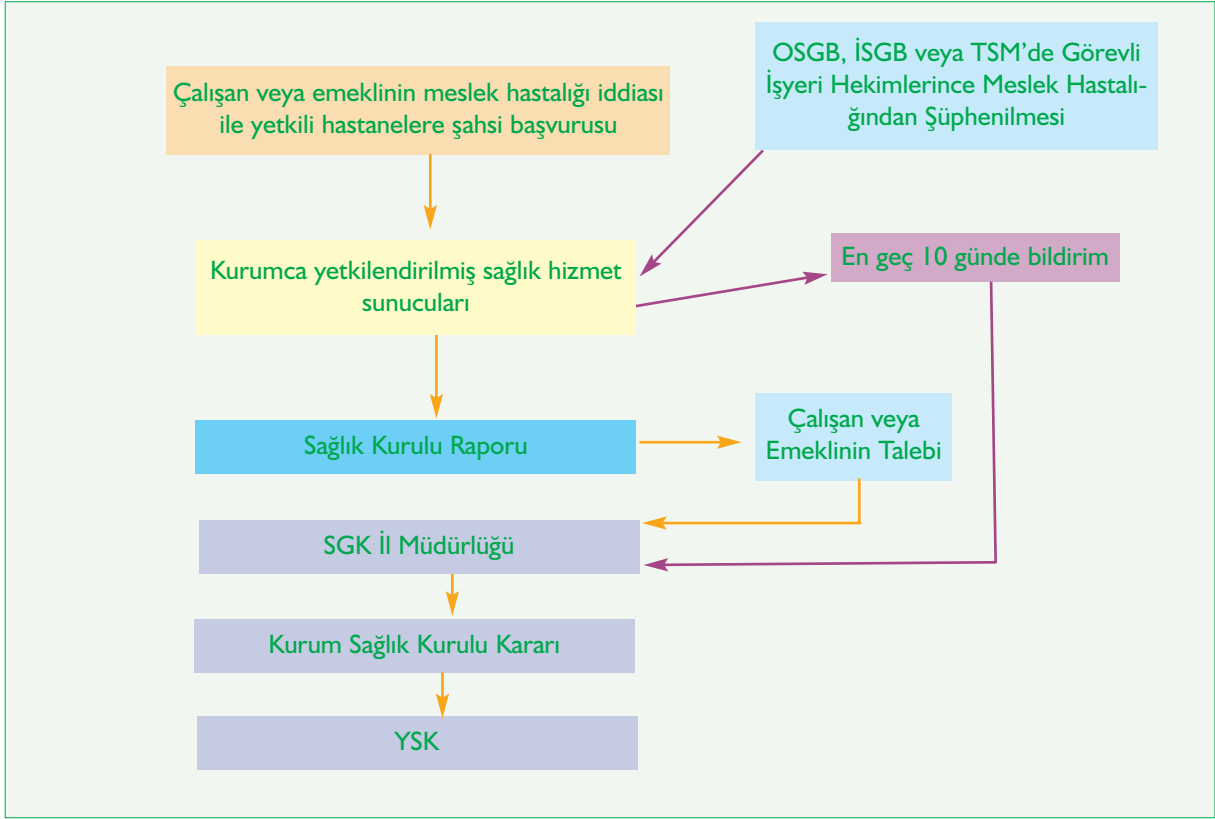 Çalışan veya emeklinin meslek hastalığı iddiası
ile yetkili hastanelere şahsi başvurusu
OSGB, İSGB veya TSM'de Görevli
İşyeri Hekimlerince Meslek Hastalı-
ğından Şüphenilmesi
Kurumca yetkilendirilmiş sağlık hizmet
sunucuları
En geç 10 günde bildirim
Sağlık Kurulu Raporu
Çalışan veya
Emeklinin Talebi
SGK İl Müdürlüğü
Kurum Sağlık Kurulu Kararı
YSK